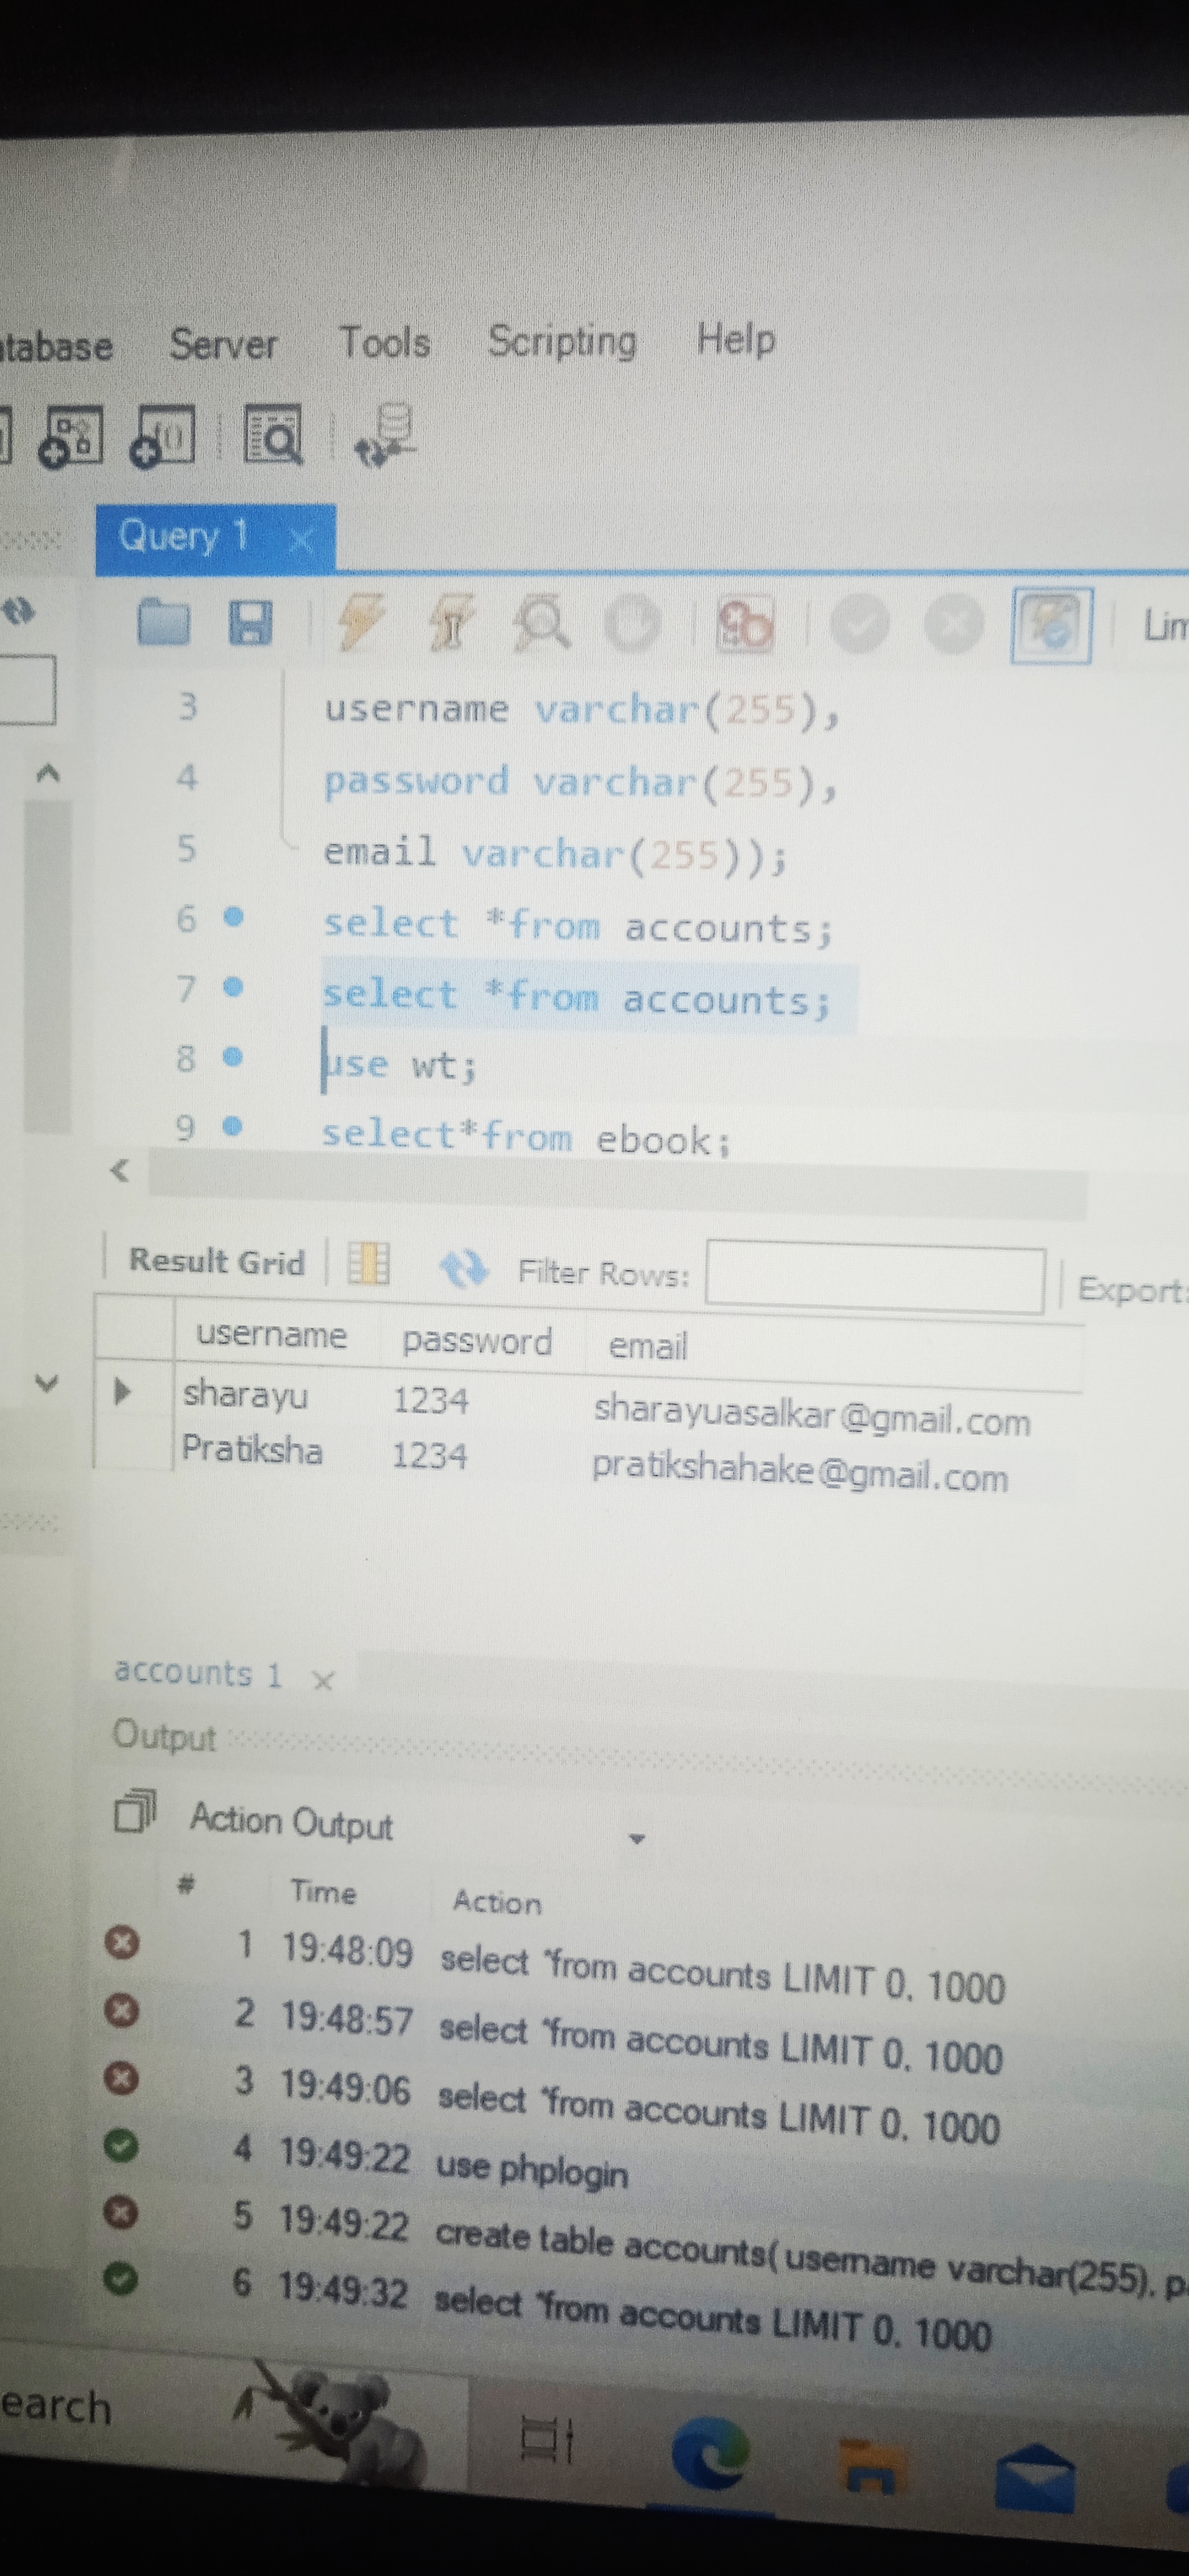 atabase Server Tools Scripting Help
Query 1
Lim
3 username varchar(255),
4 password varchar(255),
5 email varchar(255));
6 select *from accounts;
7 select *from accounts;
8 use wt;
9 select*from ebook;
Result Grid Filter Rows: Export:
username password email
sharayu 1234 sharayuasalkar@gmail.com
Pratiksha 1234 pratikshahake@gmail.com
accounts 1
Output
Action Output
# Time Action
1 19:48:09 select *from accounts LIMIT 0, 1000
2 19:48:57 select *from accounts LIMIT 0, 1000
3 19:49:06 select *from accounts LIMIT 0, 1000
4 19:49:22 use phplogin
5 19:49:22 create table accounts( username varchar(255), p
6 19:49:32 select *from accounts LIMIT 0, 1000
earch